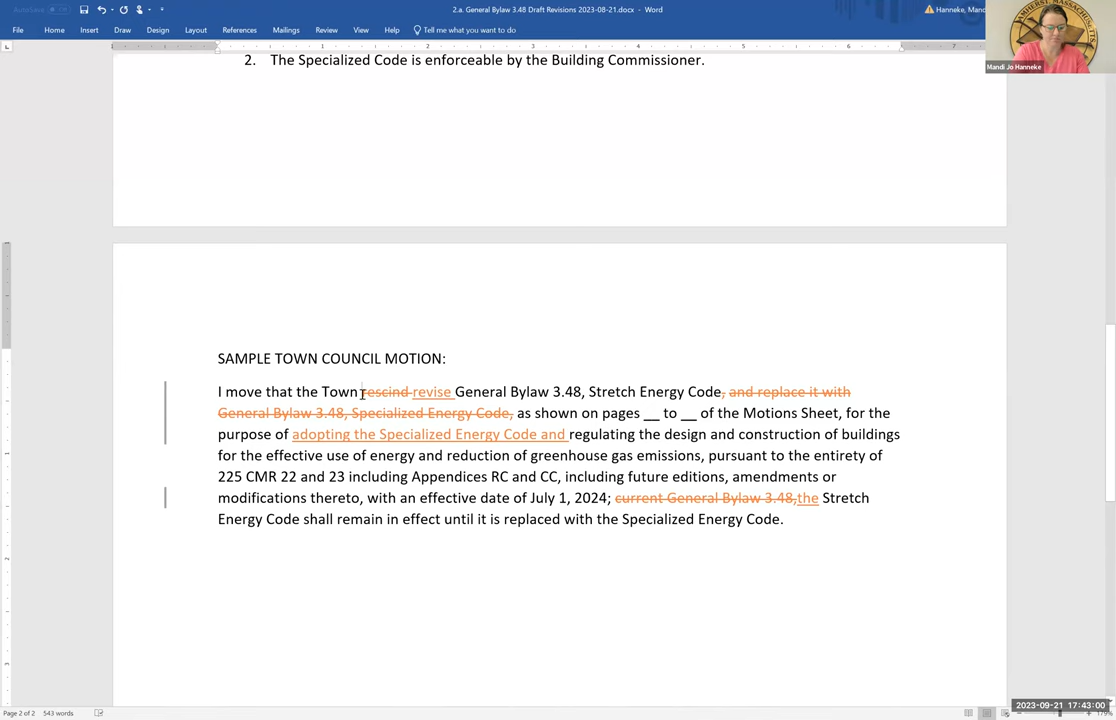 2.a. General Bylaw 3.48 Draft Revisions 2023-08-21.docx - Word
Hanneke, Mand
File Home Insert Draw Design Layout References Mailings Review View Help Tell me what you want to do
AMHERST, MASSACHUSETTS
Mandi Jo Hanneke
2. The Specialized Code is enforceable by the Building Commissioner.
SAMPLE TOWN COUNCIL MOTION:
I move that the Town rescind revise General Bylaw 3.48, Stretch Energy Code, and replace it with
General Bylaw 3.48, Specialized Energy Code, as shown on pages __ to __ of the Motions Sheet, for the
purpose of adopting the Specialized Energy Code and regulating the design and construction of buildings
for the effective use of energy and reduction of greenhouse gas emissions, pursuant to the entirety of
225 CMR 22 and 23 including Appendices RC and CC, including future editions, amendments or
modifications thereto, with an effective date of July 1, 2024; current General Bylaw 3.48,the Stretch
Energy Code shall remain in effect until it is replaced with the Specialized Energy Code.
Page 2 of 2 543 words
2023-09-21 17:43:00